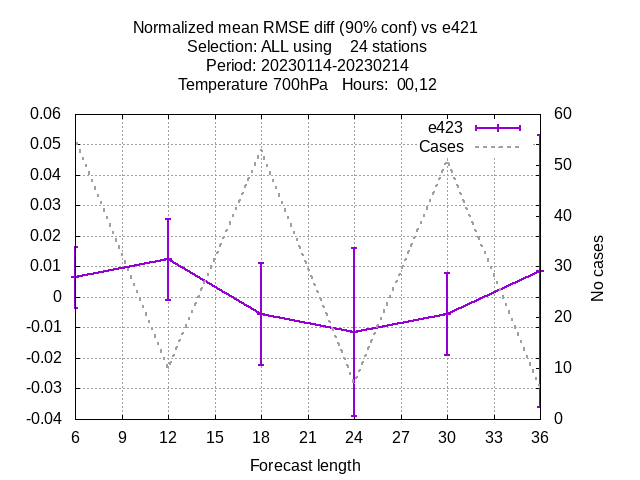 Normalized mean RMSE diff (90% conf) vs e421
Selection: ALL using    24 stations
Period: 20230114-20230214
Temperature 700hPa   Hours:  00,12
e423
Cases
0.06
0.05
0.04
0.03
0.02
0.01
0
-0.01
-0.02
-0.03
-0.04
60
50
40
30
20
10
0
No cases
6 9 12 15 18 21 24 27 30 33 36
Forecast length